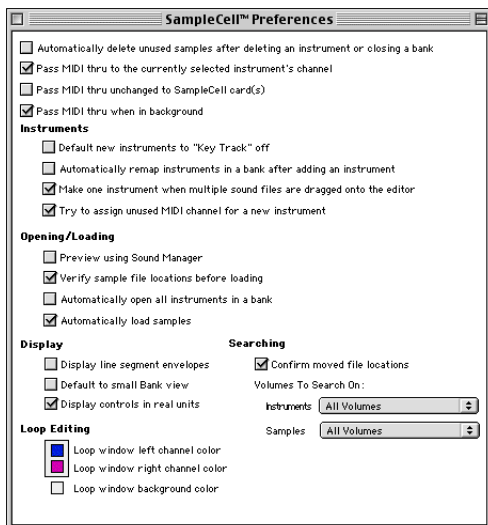 SampleCell™ Preferences
Automatically delete unused samples after deleting an instrument or closing a bank
Pass MIDI thru to the currently selected instrument's channel
Pass MIDI thru unchanged to SampleCell card(s)
Pass MIDI thru when in background
Instruments
Default new instruments to "Key Track" off
Automatically remap instruments in a bank after adding an instrument
Make one instrument when multiple sound files are dragged onto the editor
Try to assign unused MIDI channel for a new instrument
Opening/Loading
Preview using Sound Manager
Verify sample file locations before loading
Automatically open all instruments in a bank
Automatically load samples
Display
Display line segment envelopes
Default to small Bank view
Display controls in real units
Searching
Confirm moved file locations
Volumes To Search On:
Instruments All Volumes
Samples All Volumes
Loop Editing
Loop window left channel color
Loop window right channel color
Loop window background color